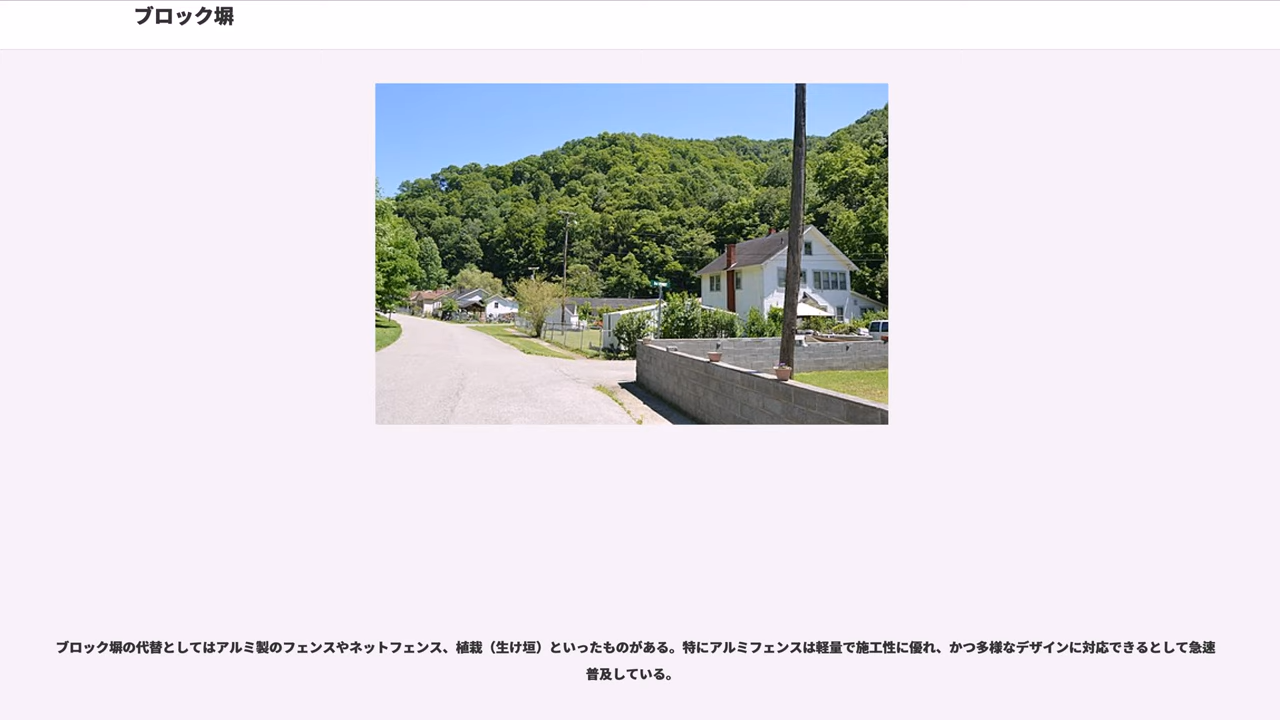 ブロック塀
ブロック塀の代替としてはアルミ製のフェンスやネットフェンス、植栽（生け垣）といったものがある。特にアルミフェンスは軽量で施工性に優れ、かつ多様なデザインに対応できるとして急速
普及している。